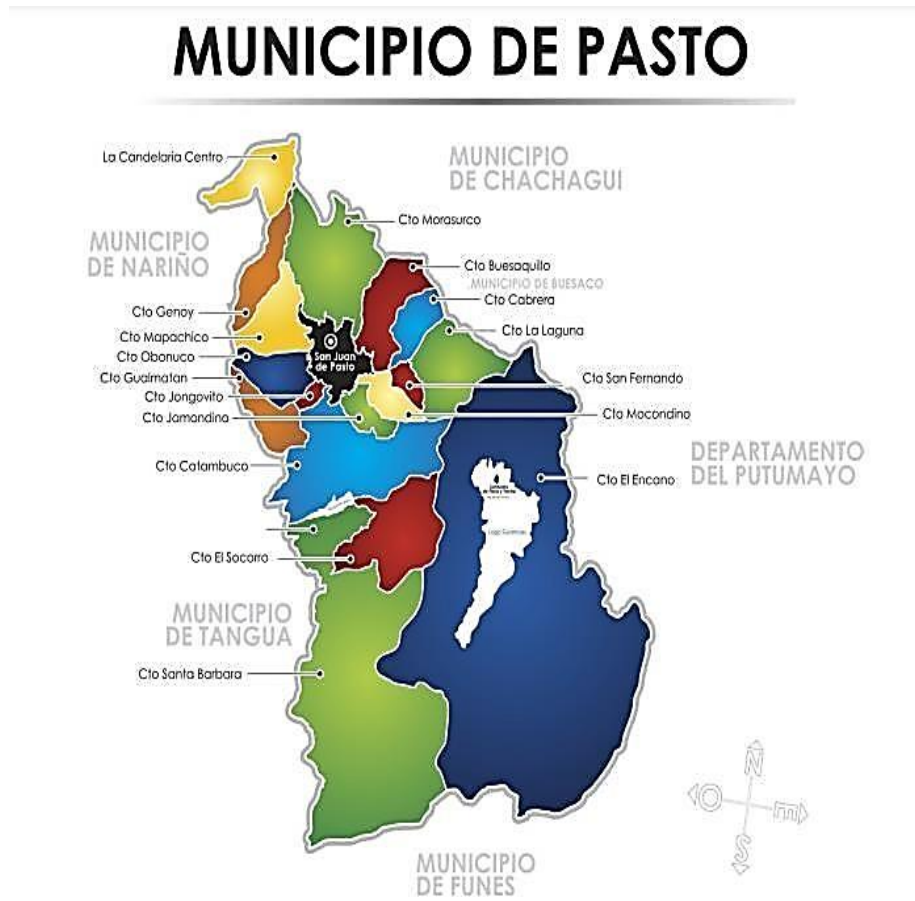 MUNICIPIO DE PASTO
La Candelaria Centro
MUNICIPIO
DE CHACHAGUI
Cto Morasurco
MUNICIPIO
DE NARIÑO
Cto Buesaquillo
MUNICIPIO DE BUESACO
Cto Cabrera
Cto Genoy
Cto La Laguna
Cto Mapachico
Cto Obonuco
San Juan
de Pasto
Cto Gualmatan
Cto San Fernando
Cto Jongovito
Cto Mocondino
Cto Jamandina
DEPARTAMENTO
DEL PUTUMAYO
Cto Catambuco
Cto El Encano
Cto El Socorro
MUNICIPIO
DE TANGUA
Cto Santa Barbara
N
O
E
S
MUNICIPIO
DE FUNES